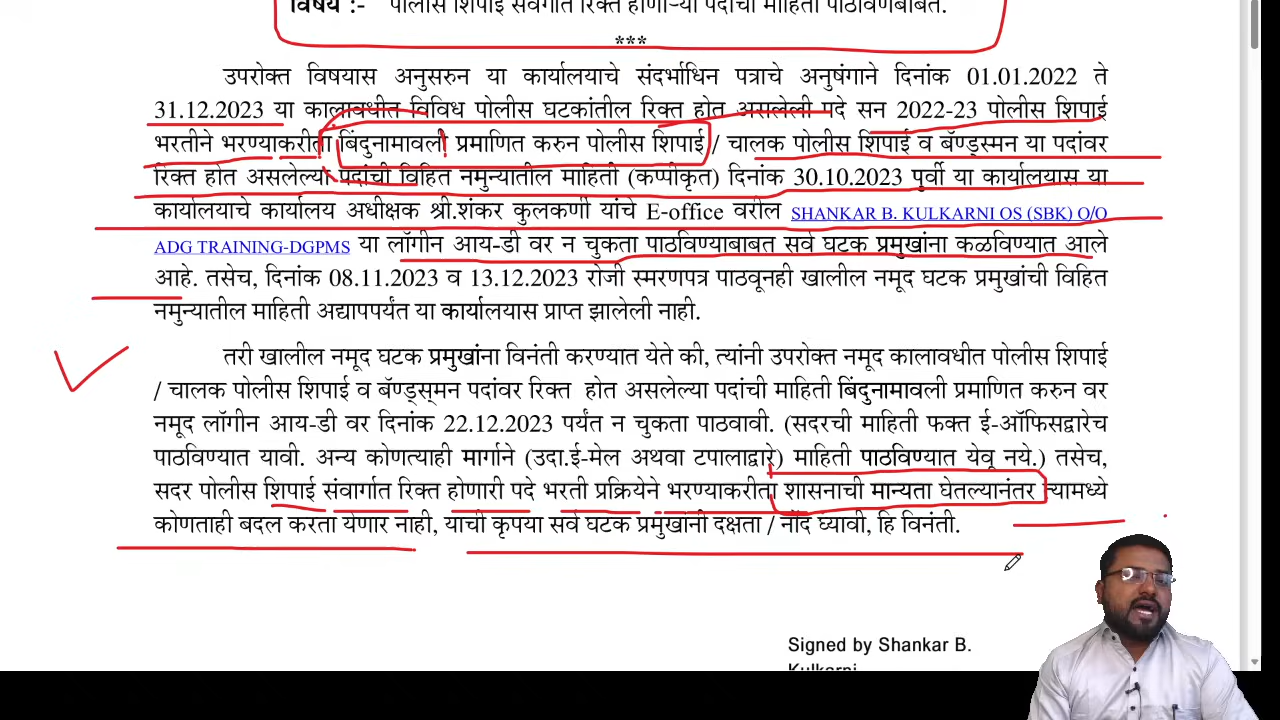 विषय :- पोलीस शिपाई संवर्गात रिक्त होणाऱ्या पदांची माहिती पाठविणेबाबत.
***
उपरोक्त विषयास अनुसरुन या कार्यालयाचे संदर्भाधिन पत्राचे अनुषंगाने दिनांक 01.01.2022 ते
31.12.2023 या कालावधीत विविध पोलीस घटकांतील रिक्त होत असलेली पदे सन 2022-23 पोलीस शिपाई
भरतीने भरण्याकरीता बिंदुनामावली प्रमाणित करुन पोलीस शिपाई / चालक पोलीस शिपाई व बॅण्ड्स्मन या पदांवर
रिक्त होत असलेल्या पदांची विहित नमुन्यातील माहिती (कप्पीकृत) दिनांक 30.10.2023 पुर्वी या कार्यालयास या
कार्यालयाचे कार्यालय अधीक्षक श्री.शंकर कुलकर्णी यांचे E-office वरील SHANKAR B. KULKARNI OS (SBK) O/O
ADG TRAINING-DGPMS या लॉगीन आय-डी वर न चुकता पाठविण्याबाबत सर्व घटक प्रमुखांना कळविण्यात आले
आहे. तसेच, दिनांक 08.11.2023 व 13.12.2023 रोजी स्मरणपत्र पाठवूनही खालील नमूद घटक प्रमुखांची विहित
नमुन्यातील माहिती अद्यापपर्यंत या कार्यालयास प्राप्त झालेली नाही.
तरी खालील नमूद घटक प्रमुखांना विनंती करण्यात येते की, त्यांनी उपरोक्त नमूद कालावधीत पोलीस शिपाई
/ चालक पोलीस शिपाई व बॅण्ड्स्मन पदांवर रिक्त होत असलेल्या पदांची माहिती बिंदुनामावली प्रमाणित करुन वर
नमूद लॉगीन आय-डी वर दिनांक 22.12.2023 पर्यंत न चुकता पाठवावी. (सदरची माहिती फक्त ई-ऑफिसद्वारेच
पाठविण्यात यावी. अन्य कोणत्याही मार्गाने (उदा.ई-मेल अथवा टपालाद्वारे) माहिती पाठविण्यात येवू नये.) तसेच,
सदर पोलीस शिपाई संवार्गात रिक्त होणारी पदे भरती प्रक्रियेने भरण्याकरीता शासनाची मान्यता घेतल्यानंतर त्यामध्ये
कोणताही बदल करता येणार नाही, याची कृपया सर्व घटक प्रमुखांनी दक्षता / नोंद घ्यावी, हि विनंती.
Signed by Shankar B.
Kulkarni